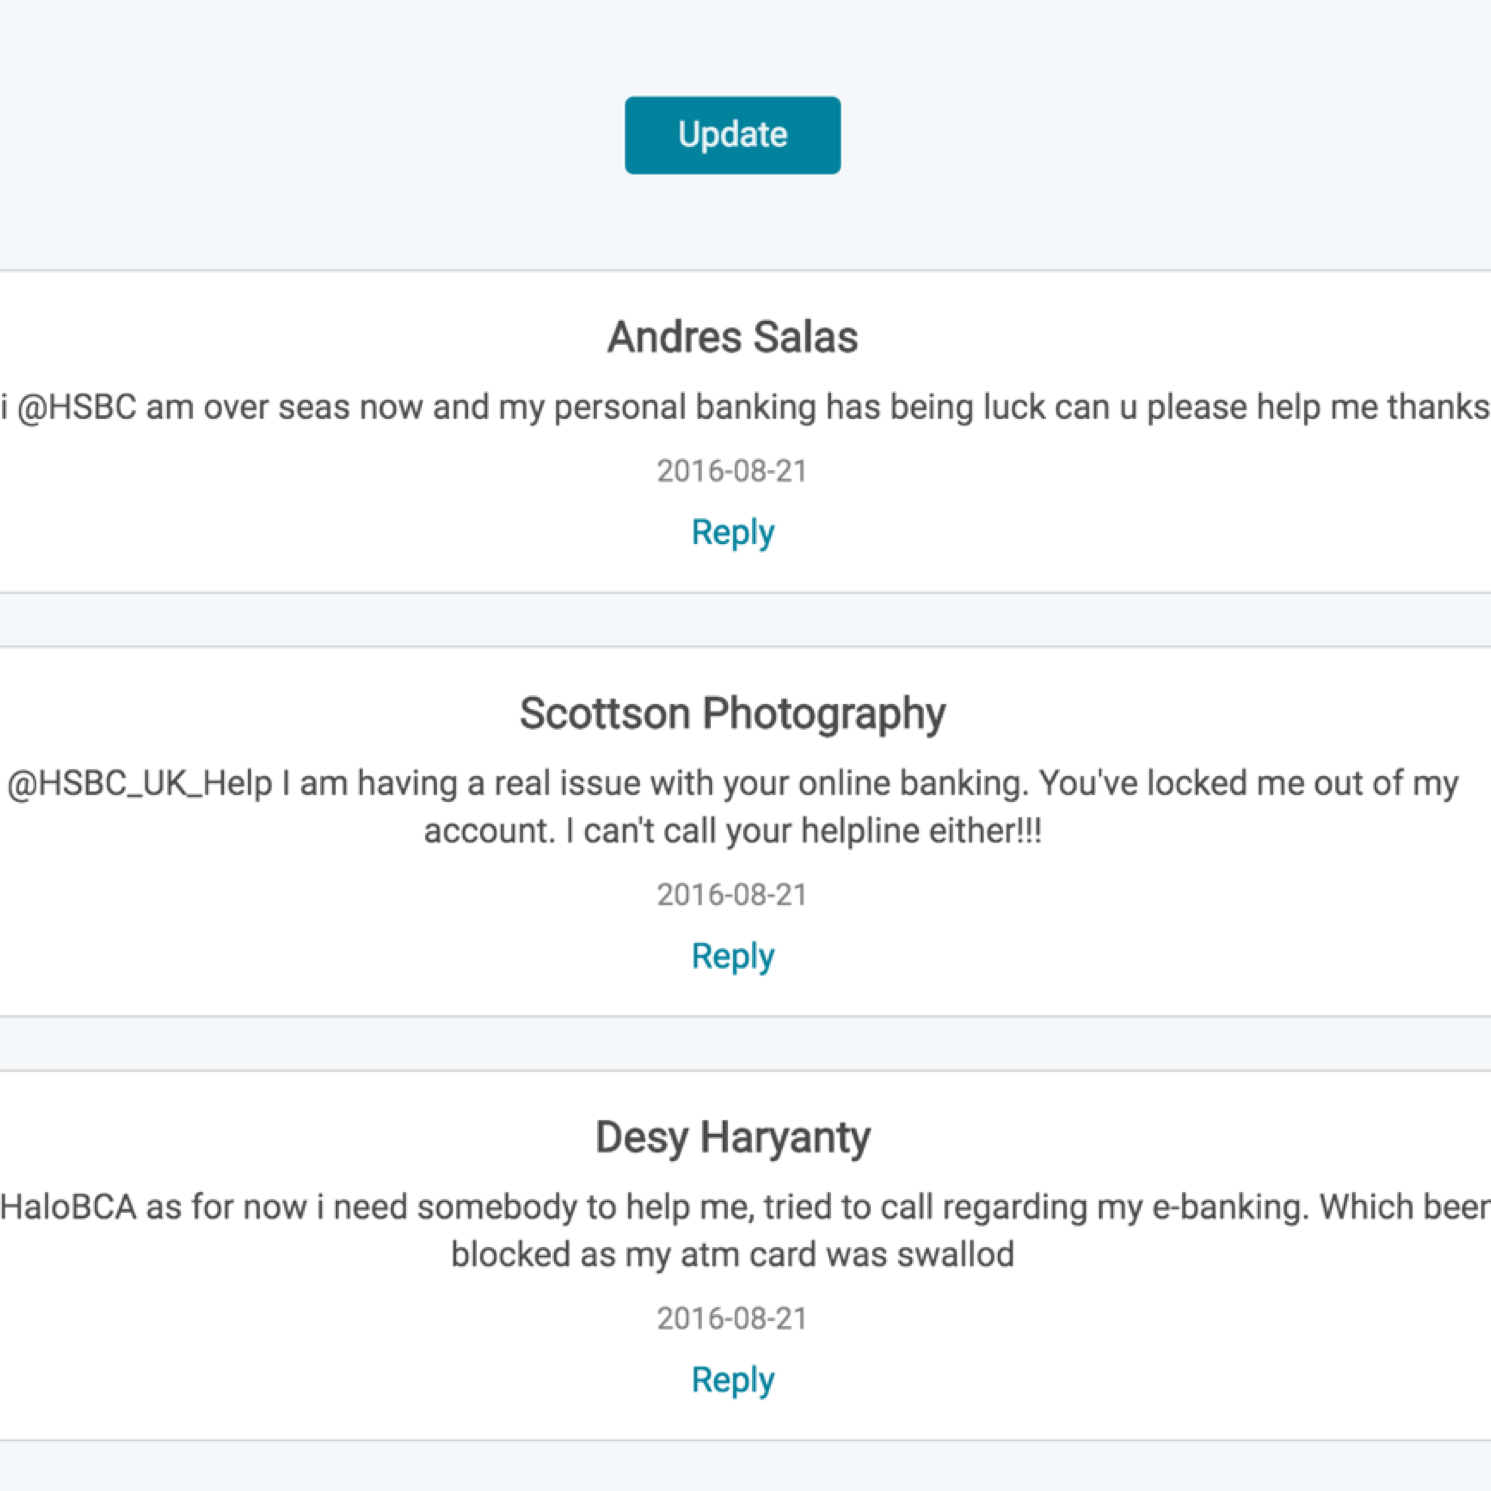 Update
Andres Salas
i @HSBC am over seas now and my personal banking has being luck can u please help me thanks
2016-08-21
Reply
Scottson Photography
@HSBC_UK_Help I am having a real issue with your online banking. You've locked me out of my
account. I can't call your helpline either!!!
2016-08-21
Reply
Desy Haryanty
HaloBCA as for now i need somebody to help me, tried to call regarding my e-banking. Which been
blocked as my atm card was swallod
2016-08-21
Reply